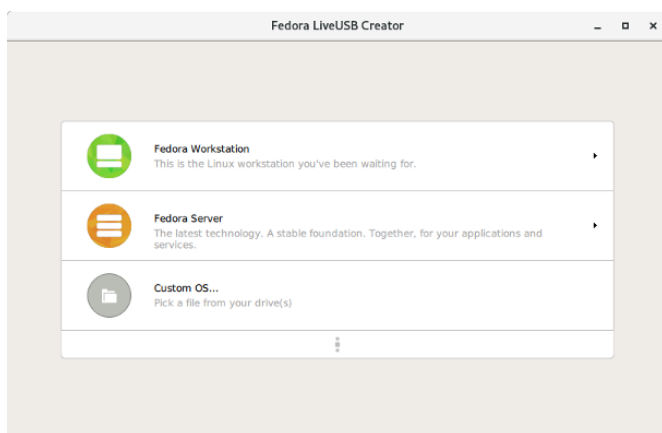 Fedora LiveUSB Creator
Fedora Workstation
This is the Linux workstation you've been waiting for.
Fedora Server
The latest technology. A stable foundation. Together, for your applications and
services.
Custom OS...
Pick a file from your drive(s)